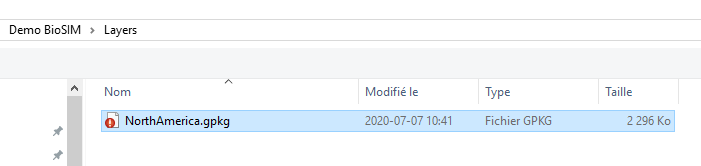 Demo BioSIM > Layers
Nom Modifié le Type Taille
NorthAmerica.gpkg 2020-07-07 10:41 Fichier GPKG 2 296 Ko